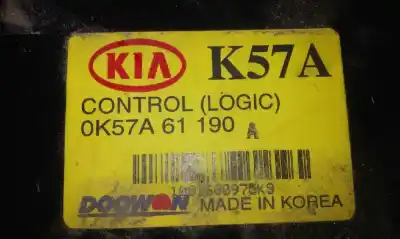 KIA K57A
CONTROL (LOGIC)
0K57A 61 190 A
DOOWON MADE IN KOREA